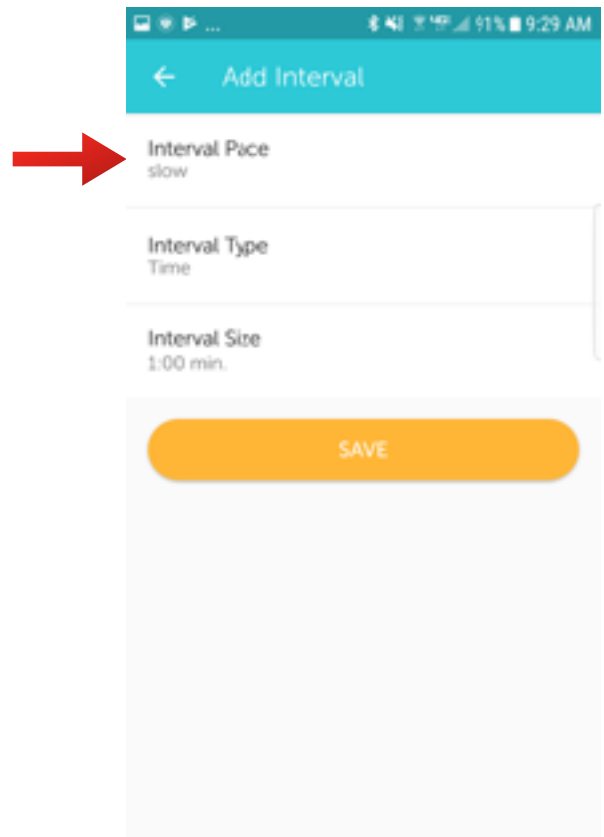 ... 91% 9:29 AM
Add Interval
Interval Pace
slow
Interval Type
Time
Interval Size
1:00 min.
SAVE